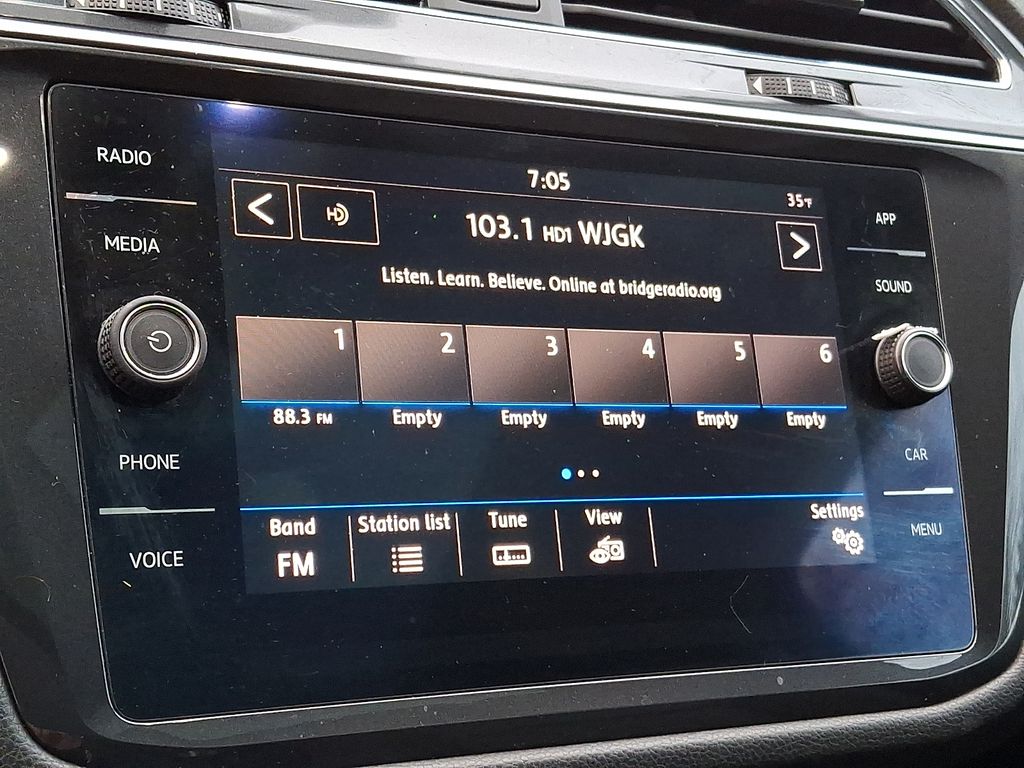 RADIO
MEDIA
PHONE
VOICE
7:05
35°F
HD
103.1 HD1 WJGK
Listen. Learn. Believe. Online at bridgeradio.org
1 2 3 4 5 6
88.3 FM Empty Empty Empty Empty Empty
Band Station list Tune View Settings
FM
APP
SOUND
CAR
MENU